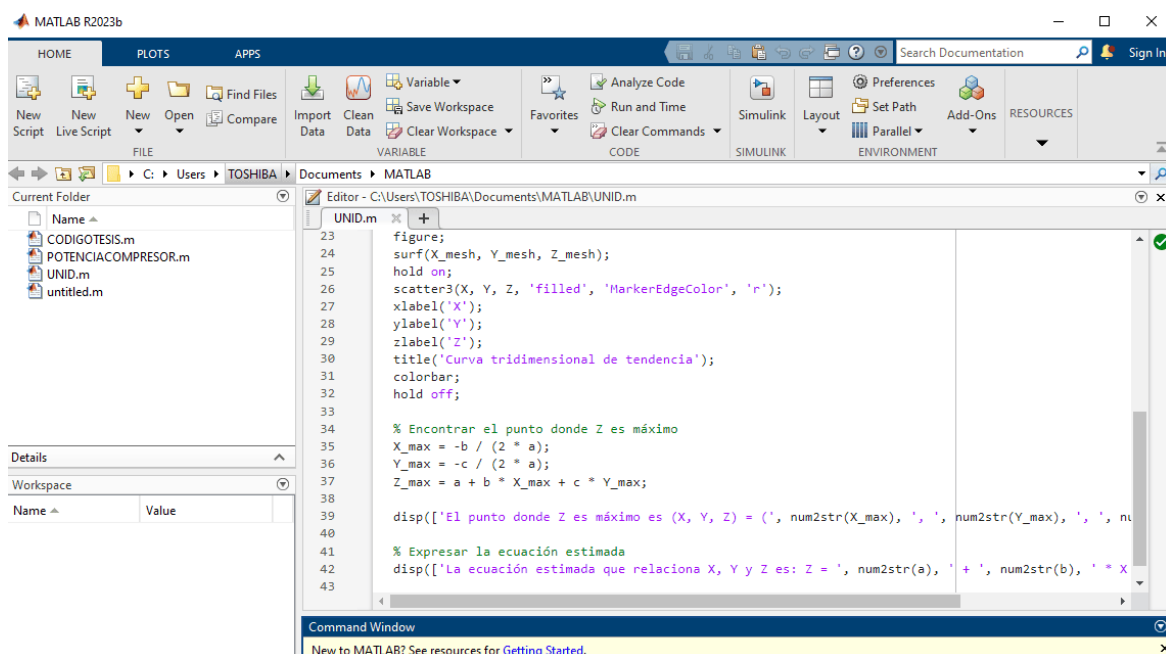 MATLAB R2023b
HOME PLOTS APPS Search Documentation Sign In
New Script
New Live Script
New
Open
Find Files
Compare
FILE
Import Data
Clean Data
Variable
Save Workspace
Clear Workspace
VARIABLE
Favorites
Analyze Code
Run and Time
Clear Commands
CODE
Simulink
SIMULINK
Layout
Preferences
Set Path
Parallel
Add-Ons
ENVIRONMENT
RESOURCES
C: Users TOSHIBA Documents MATLAB
Current Folder
Name
CODIGOTESIS.m
POTENCIACOMPRESOR.m
UNID.m
untitled.m
Details
Workspace
Name Value
Editor - C:\Users\TOSHIBA\Documents\MATLAB\UNID.m
UNID.m +
23 figure;
24 surf(X_mesh, Y_mesh, Z_mesh);
25 hold on;
26 scatter3(X, Y, Z, 'filled', 'MarkerEdgeColor', 'r');
27 xlabel('X');
28 ylabel('Y');
29 zlabel('Z');
30 title('Curva tridimensional de tendencia');
31 colorbar;
32 hold off;
33
34 % Encontrar el punto donde Z es máximo
35 X_max = -b / (2 * a);
36 Y_max = -c / (2 * a);
37 Z_max = a + b * X_max + c * Y_max;
38
39 disp(['El punto donde Z es máximo es (X, Y, Z) = (', num2str(X_max), ', ', num2str(Y_max), ', ', nu
40
41 % Expresar la ecuación estimada
42 disp(['La ecuación estimada que relaciona X, Y y Z es: Z = ', num2str(a), ' + ', num2str(b), ' * X
43
Command Window
New to MATLAB? See resources for Getting Started.